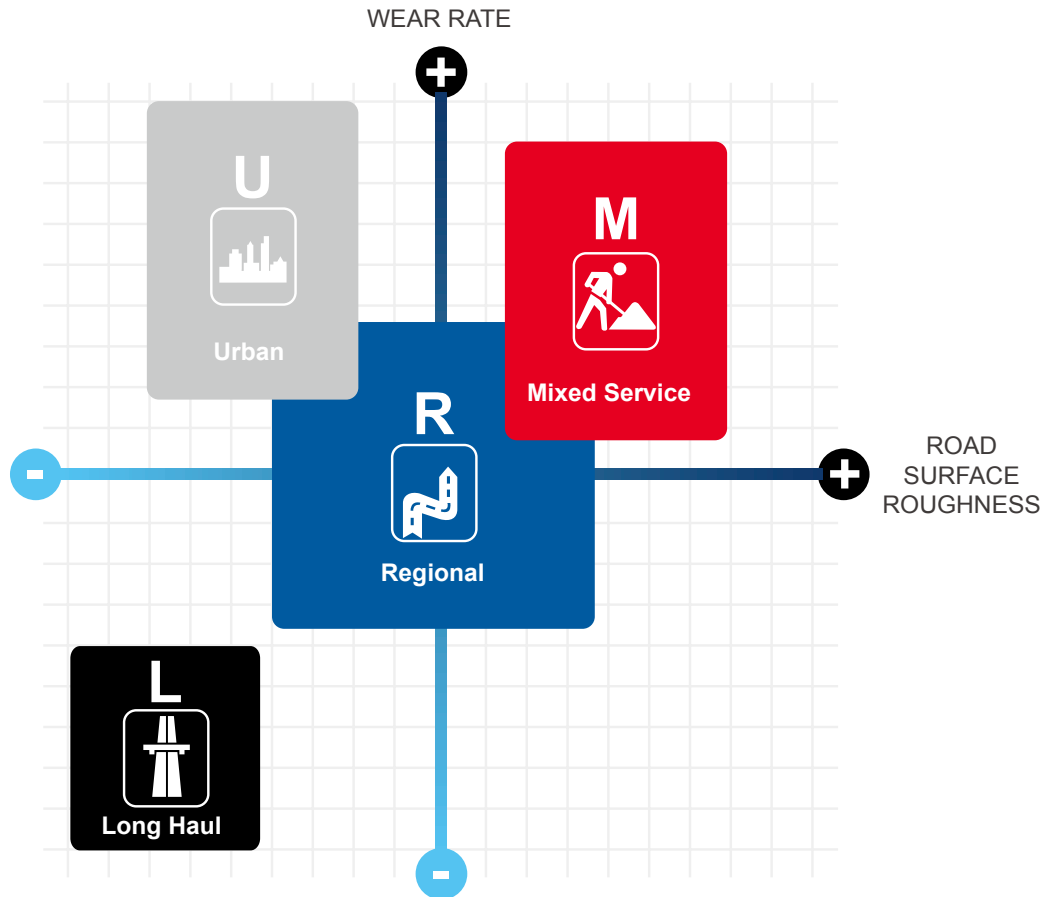 WEAR RATE
+
U
Urban
M
Mixed Service
R
Regional
-
+
ROAD
SURFACE
ROUGHNESS
L
Long Haul
-